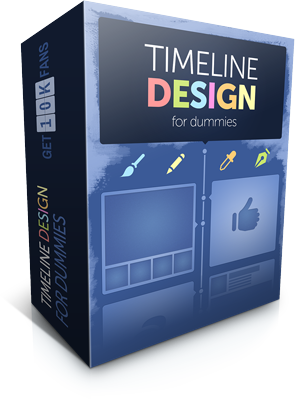 TIMELINE
DESIGN
for dummies
GET 10K FANS
TIMELINE DESIGN
FOR DUMMIES